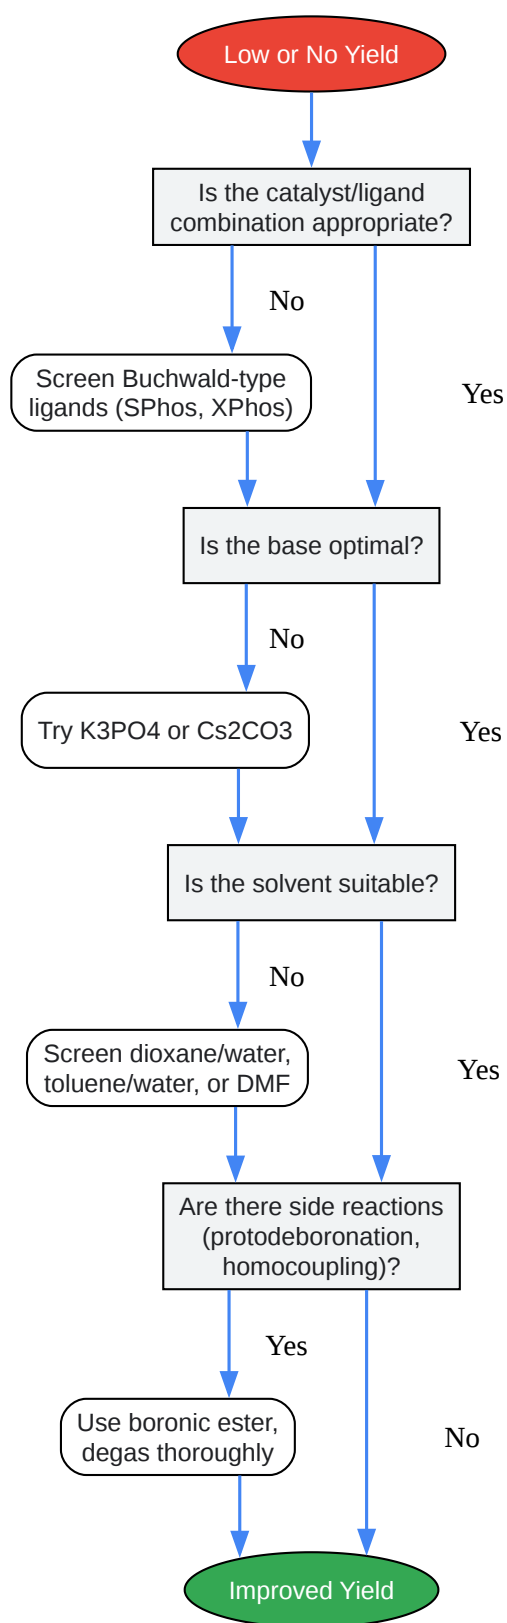 Low or No Yield
Is the catalyst/ligand
combination appropriate?
No
Screen Buchwald-type
ligands (SPhos, XPhos)
Yes
Is the base optimal?
No
Try K3PO4 or Cs2CO3
Yes
Is the solvent suitable?
No
Screen dioxane/water,
toluene/water, or DMF
Yes
Are there side reactions
(protodeboronation,
homocoupling)?
Yes
Use boronic ester,
degas thoroughly
No
Improved Yield